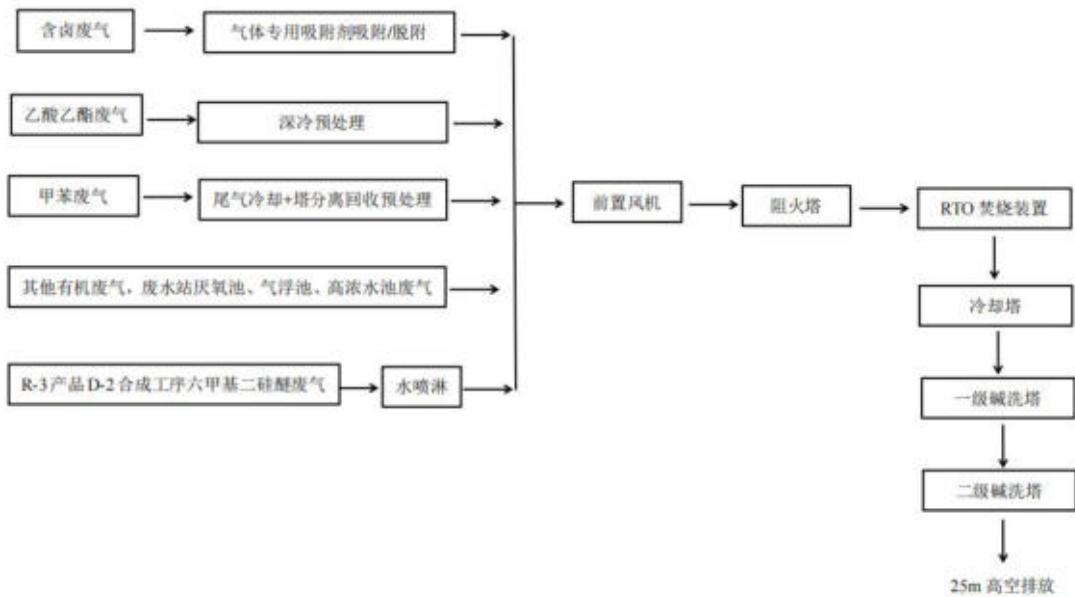 含卤废气
气体专用吸附剂吸附/脱附
乙酸乙酯废气
深冷预处理
甲苯废气
尾气冷却+塔分离回收预处理
前置风机
阻火塔
RTO 焚烧装置
其他有机废气，废水站厌氧池、气浮池、高浓水池废气
冷却塔
R-3产品D-2合成工序六甲基二硅醚废气
水喷淋
一级碱洗塔
二级碱洗塔
25m 高空排放